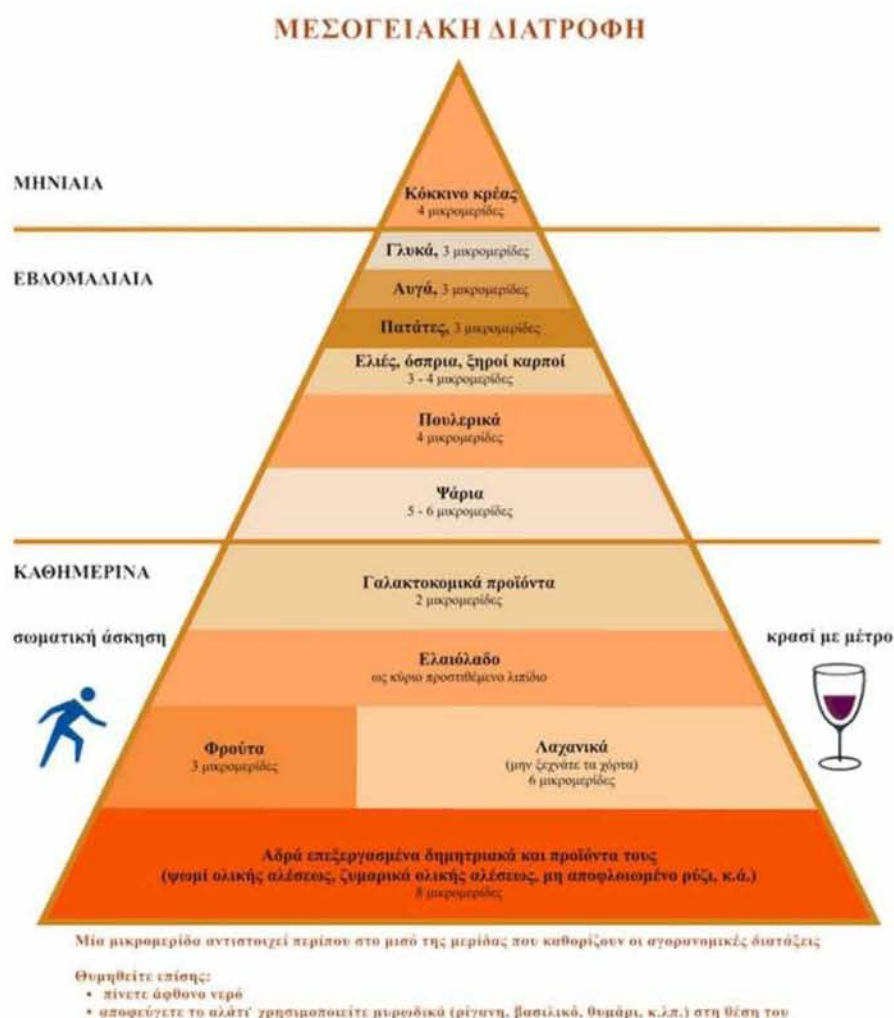 ΜΕΣΟΓΕΙΑΚΗ ΔΙΑΤΡΟΦΗ
ΜΗΝΙΑΙΑ
Κόκκινο κρέας
4 μικρομερίδες
Γλυκά, 3 μικρομερίδες
ΕΒΔΟΜΑΔΙΑΙΑ
Αυγά, 3 μικρομερίδες
Πατάτες, 3 μικρομερίδες
Ελιές, όσπρια, ξηροί καρποί
3 - 4 μικρομερίδες
Πουλερικά
4 μικρομερίδες
Ψάρια
5 - 6 μικρομερίδες
ΚΑΘΗΜΕΡΙΝΑ
Γαλακτοκομικά προϊόντα
2 μικρομερίδες
σωματική άσκηση
κρασί με μέτρο
Ελαιόλαδο
ως κύριο προστιθέμενο λιπίδιο
Φρούτα
3 μικρομερίδες
Λαχανικά
(μην ξεχνάτε τα χόρτα)
6 μικρομερίδες
Αδρά επεξεργασμένα δημητριακά και προϊόντα τους
(ψωμί ολικής αλέσεως, ζυμαρικά ολικής αλέσεως, μη αποφλοιωμένο ρύζι, κ.ά.)
8 μικρομερίδες
Μία μικρομερίδα αντιστοιχεί περίπου στο μισό της μερίδας που καθορίζουν οι αγορανομικές διατάξεις
Θυμηθείτε επίσης:
• πίνετε άφθονο νερό
• αποφεύγετε το αλάτι· χρησιμοποιείτε μυρωδικά (ρίγανη, βασιλικό, θυμάρι, κ.λπ.) στη θέση του